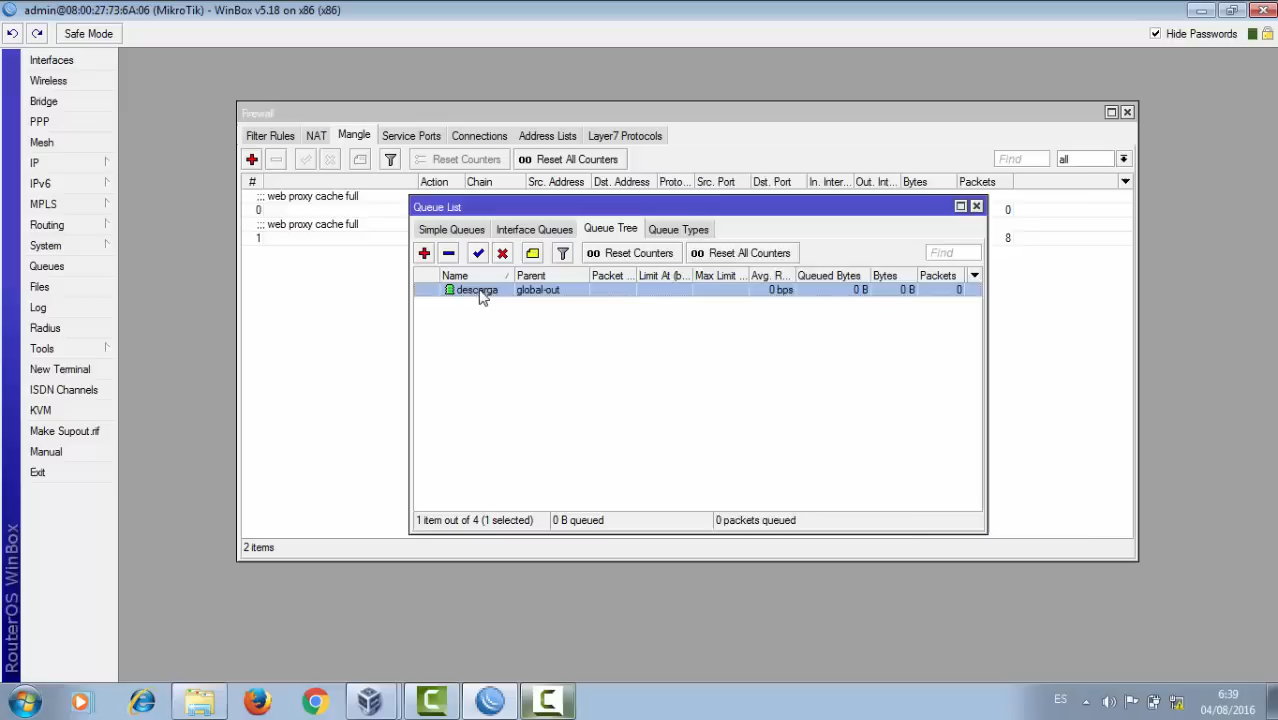 admin@08:00:27:73:6A:06 (MikroTik) - WinBox v5.18 on x86 (x86)
Safe Mode
Hide Passwords
Interfaces
Wireless
Bridge
PPP
Mesh
IP
IPv6
MPLS
Routing
System
Queues
Files
Log
Radius
Tools
New Terminal
ISDN Channels
KVM
Make Supout.rif
Manual
Exit
RouterOS WinBox
Firewall
Filter Rules NAT Mangle Service Ports Connections Address Lists Layer7 Protocols
Reset Counters 00 Reset All Counters Find all
# Action Chain Src. Address Dst. Address Proto... Src. Port Dst. Port In. Inter... Out. Int... Bytes Packets
;;; web proxy cache full
0 0
;;; web proxy cache full
1 8
2 items
Queue List
Simple Queues Interface Queues Queue Tree Queue Types
00 Reset Counters 00 Reset All Counters Find
Name Parent Packet ... Limit At (b... Max Limit ... Avg. R... Queued Bytes Bytes Packets
descarga global-out 0 bps 0 B 0 B 0
1 item out of 4 (1 selected) 0 B queued 0 packets queued
ES
6:39
04/08/2016